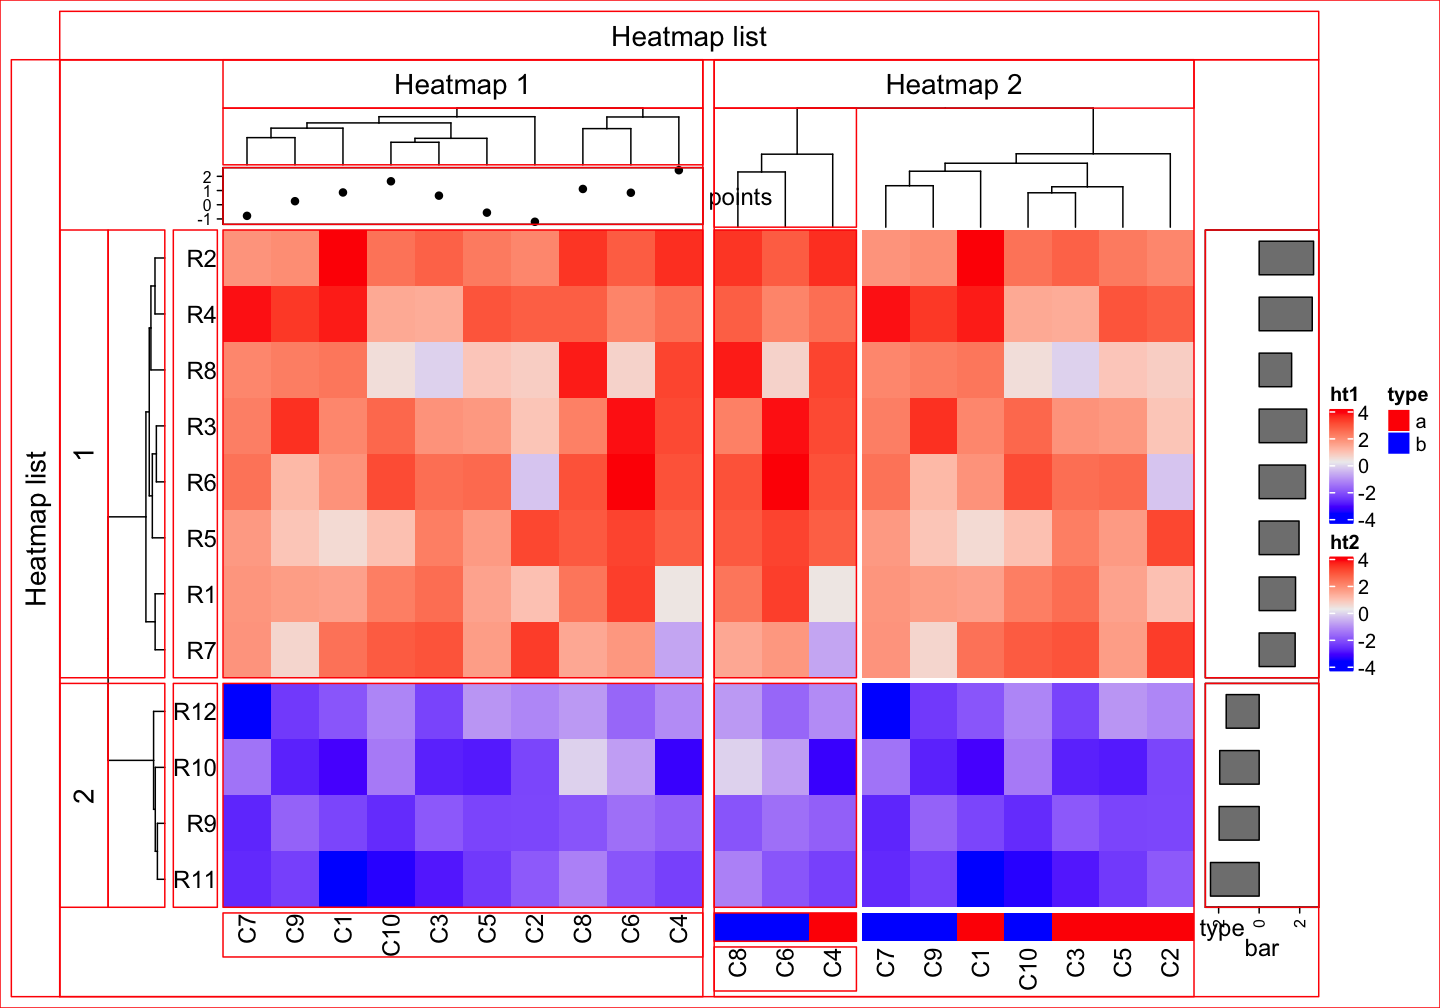 Heatmap list
Heatmap list
Heatmap 1
Heatmap 2
2
1
0
-1
points
1
R2
R4
R8
R3
R6
R5
R1
R7
2
R12
R10
R9
R11
C7 C9 C1 C10 C3 C5 C2 C8 C6 C4
C8 C6 C4 C7 C9 C1 C10 C3 C5 C2
type
-2 0 2
bar
ht1
4
2
0
-2
-4
type
a
b
ht2
4
2
0
-2
-4